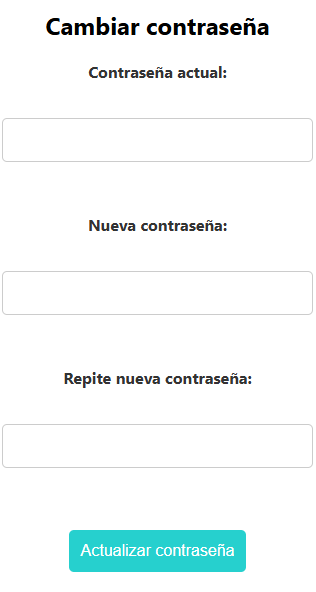 Cambiar contraseña
Contraseña actual:
Nueva contraseña:
Repite nueva contraseña:
Actualizar contraseña